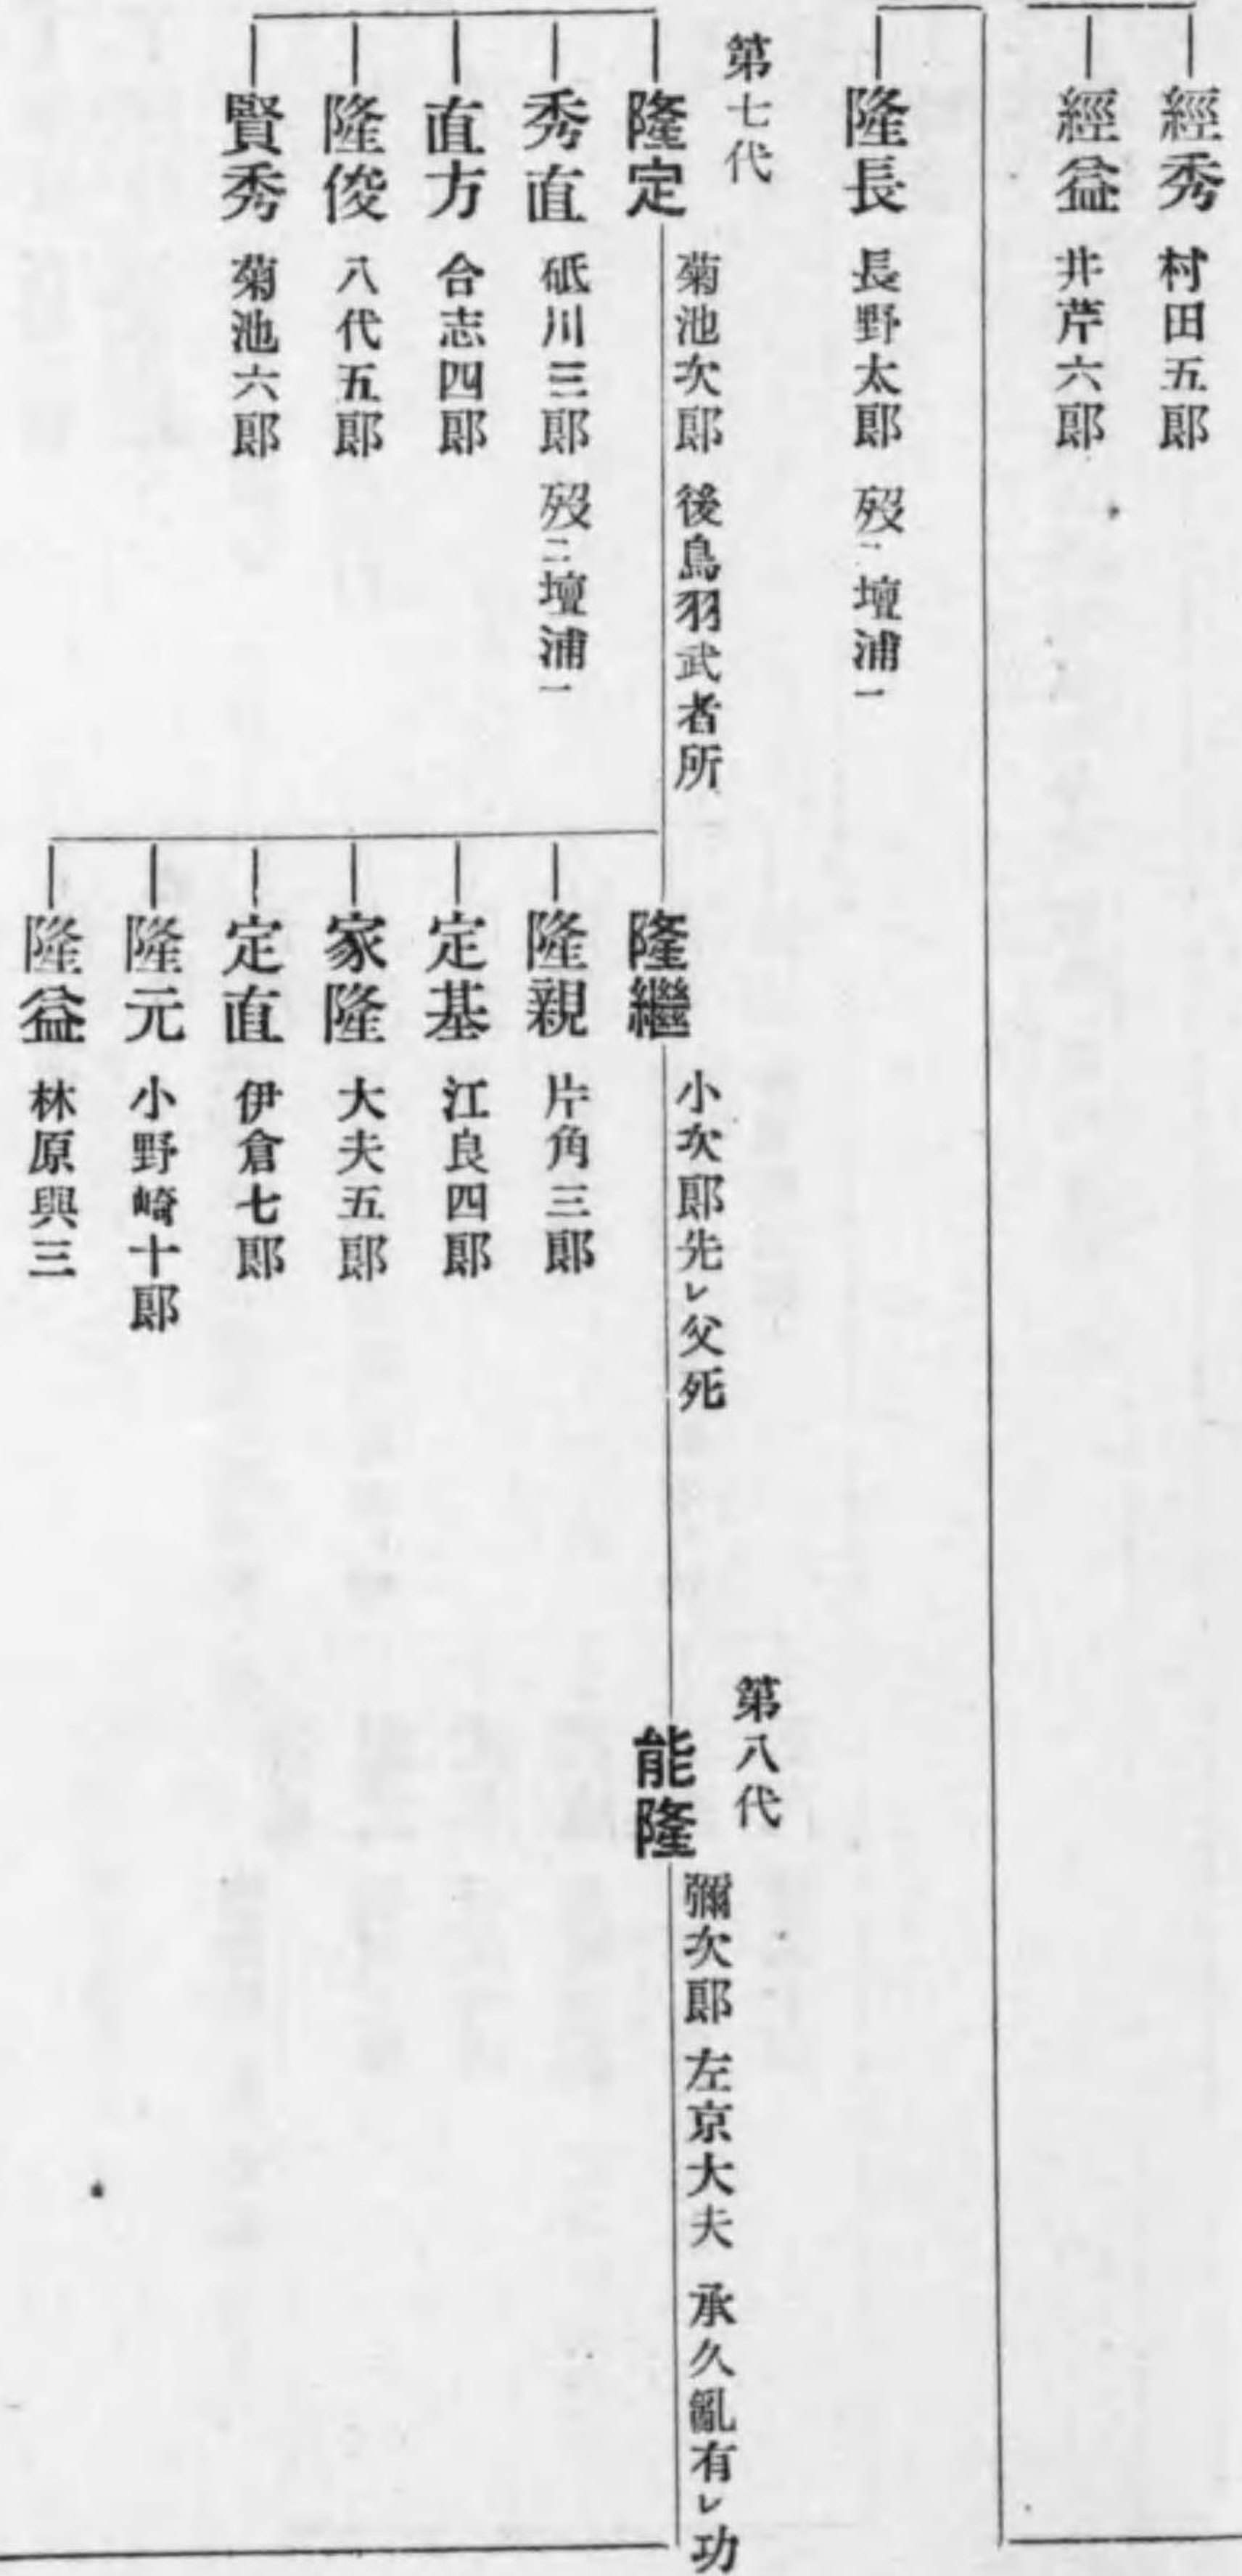 經秀 村田五郎
經益 井芹六郎
隆長 長野太郎 歿二壇浦一
第七代
隆定 菊池次郎 後鳥羽武者所
秀直 砥川三郎 歿二壇浦一
直方 合志四郎
隆俊 八代五郎
賢秀 菊池六郎
隆繼 小次郎先レ父死
隆親 片角三郎
定基 江良四郎
家隆 大夫五郎
定直 伊倉七郎
隆元 小野崎十郎
隆益 林原與三
第八代
能隆 彌次郎 左京大夫 承久亂有レ功